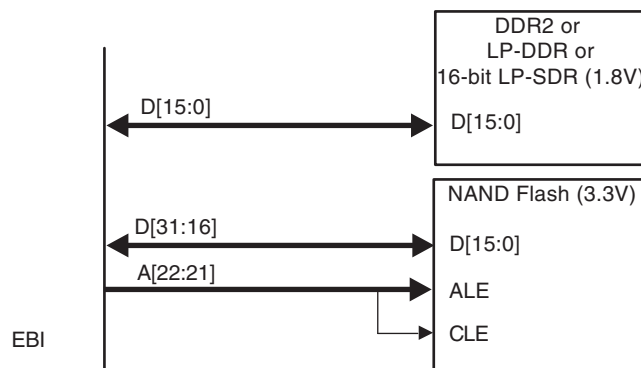 DDR2 or
LP-DDR or
16-bit LP-SDR (1.8V)
D[15:0]
D[15:0]
NAND Flash (3.3V)
D[31:16]
D[15:0]
A[22:21]
ALE
CLE
EBI